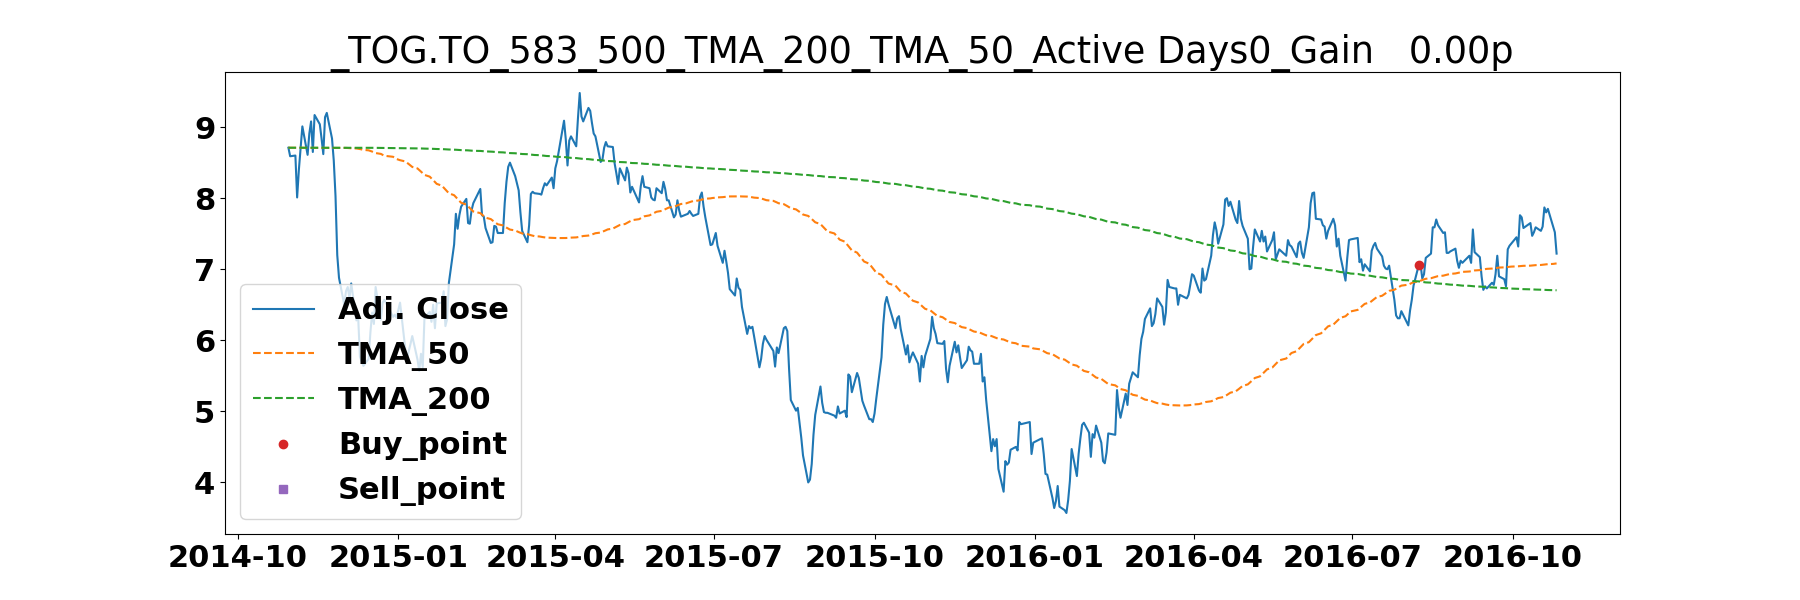 _TOG.TO_583_500_TMA_200_TMA_50_Active Days0_Gain   0.00p
9
8
7
6
5
4
Adj. Close
TMA_50
TMA_200
Buy_point
Sell_point
2014-10 2015-01 2015-04 2015-07 2015-10 2016-01 2016-04 2016-07 2016-10